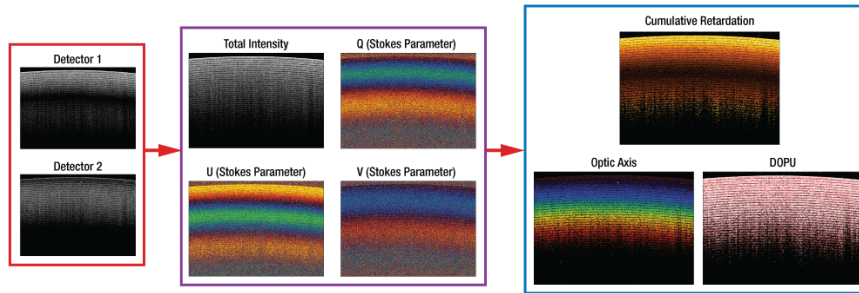 Detector 1
Detector 2
Total Intensity
Q (Stokes Parameter)
U (Stokes Parameter)
V (Stokes Parameter)
Cumulative Retardation
Optic Axis
DOPU